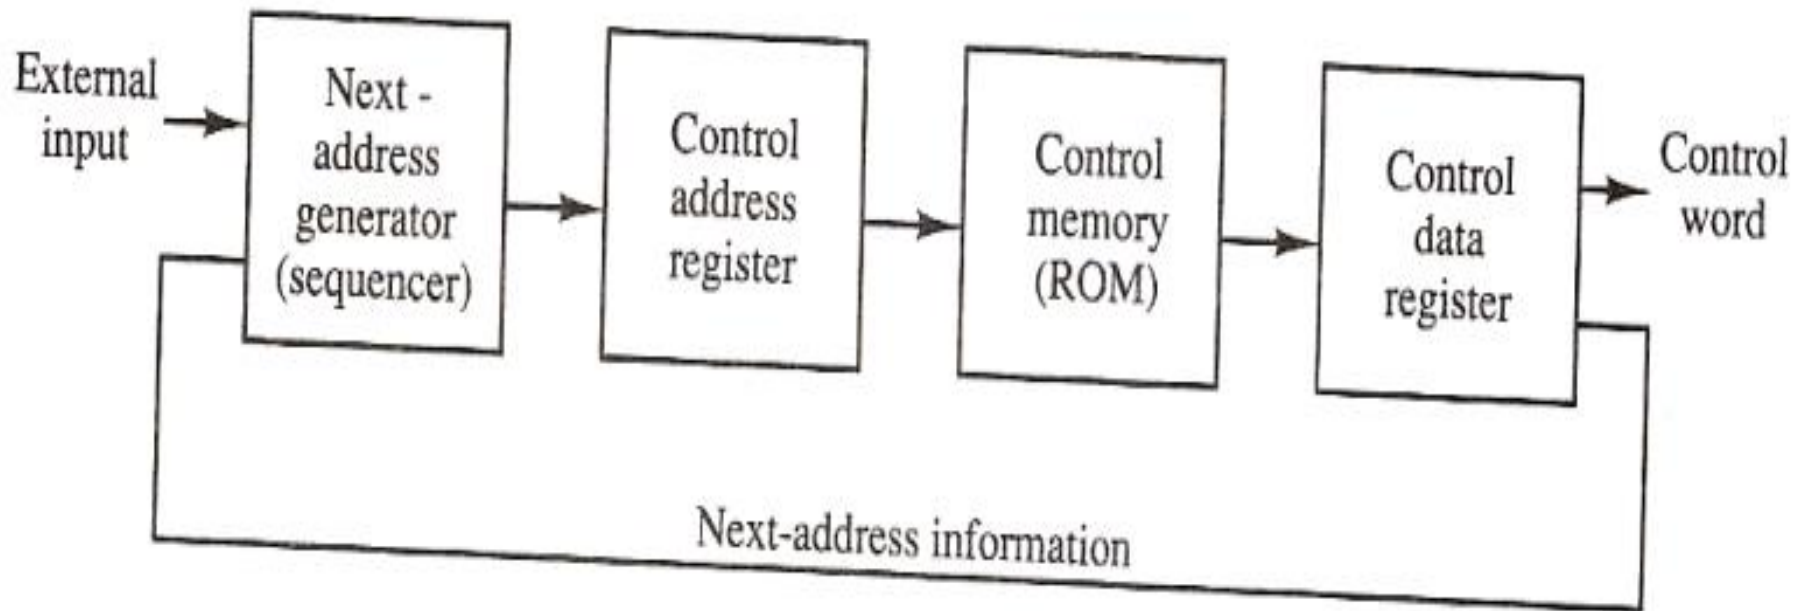 External
input
Next -
address
generator
(sequencer)
Control
address
register
Control
memory
(ROM)
Control
data
register
Control
word
Next-address information